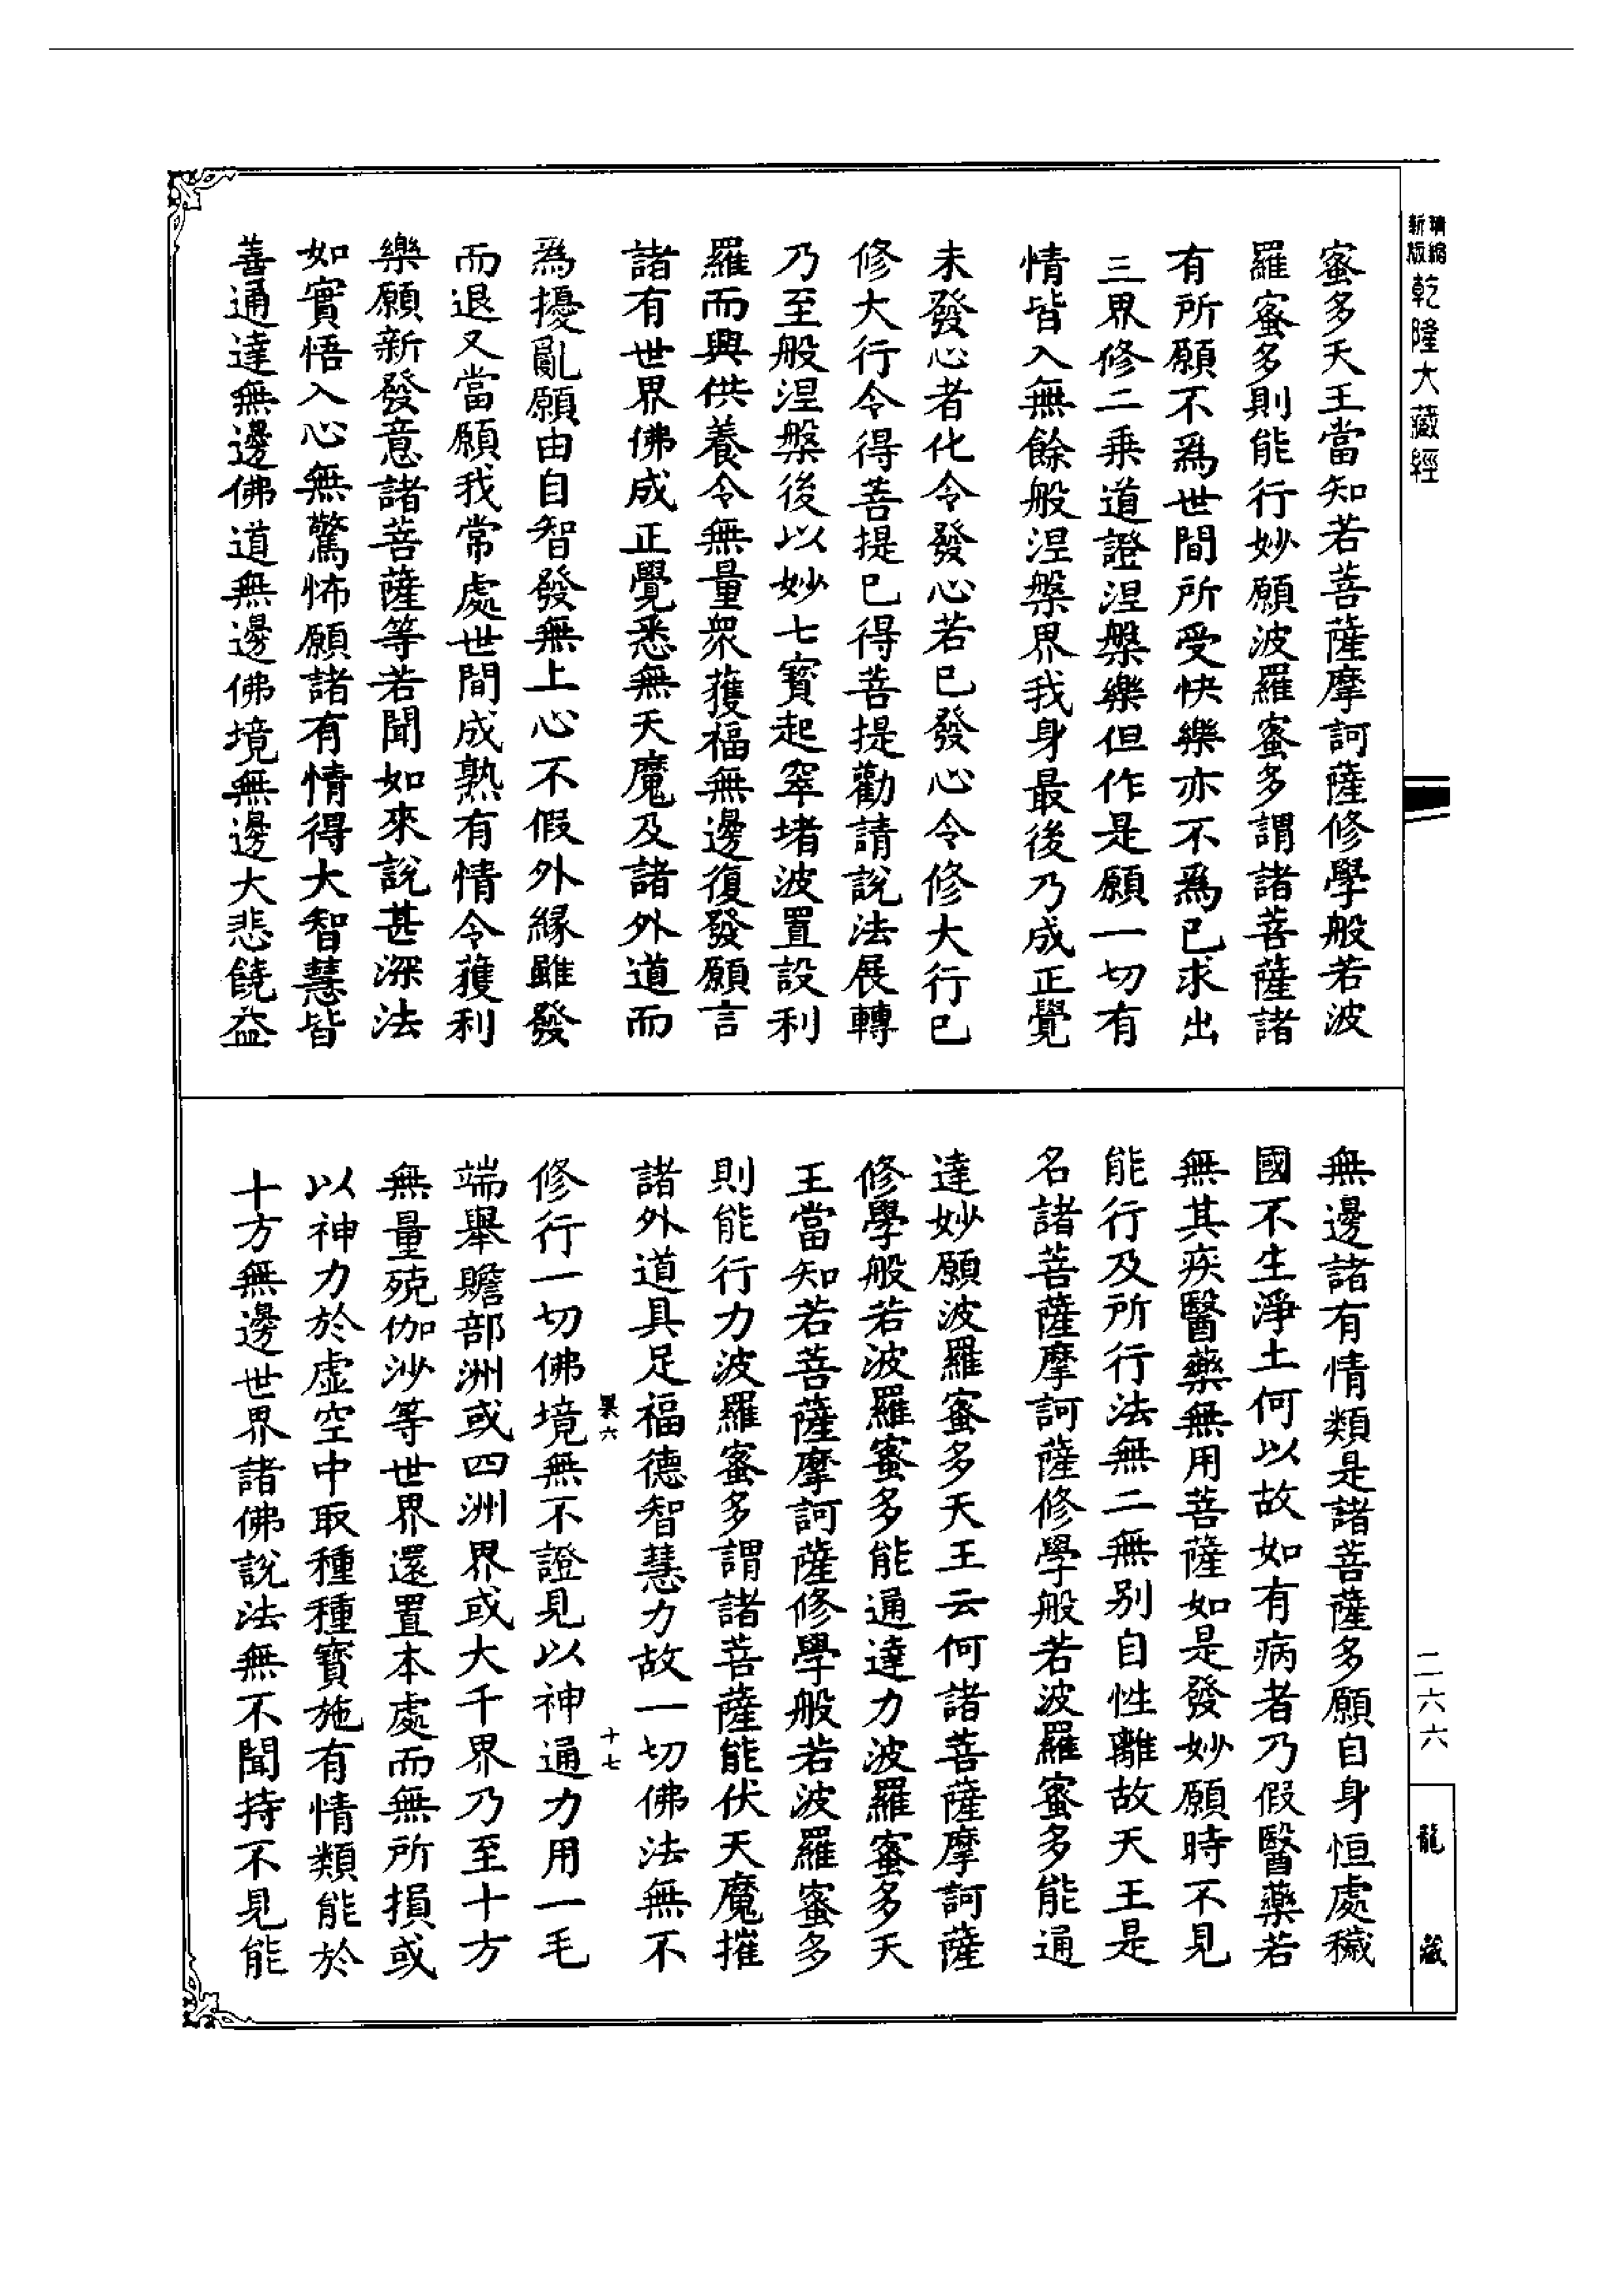 精縮新版乾隆大藏經
蜜多天王當知若菩薩摩訶薩修學般若波
羅蜜多則能行妙願波羅蜜多謂諸菩薩諸
有所願不爲世間所受快樂亦不爲已求出
三界修二乗道證涅槃樂但作是願一切有
情皆入無餘般涅槃界我身最後乃成正覺
未發心者化令發心若已發心令修大行已
修大行令得菩提已得菩提勸請說法展轉
乃至般涅槃後以妙七寳起窣堵波置設利
羅而興供養令無量衆獲福無邊復發願言
諸有世界佛成正覺悉無天魔及諸外道而
爲擾亂願由自智發無上心不假外緣雖發
而退又當願我常處世間成熟有情令獲利
樂願新發意諸菩薩等若聞如來說甚深法
如實悟入心無驚怖願諸有情得大智慧皆
善通達無邊佛道無邊佛境無邊大悲饒益
無邊諸有情類是諸菩薩多願自身恒處穢
國不生淨土何以故如有病者乃假醫藥若
無其疾醫藥無用菩薩如是發妙願時不見
能行及所行法無二無别自性離故天王是
名諸菩薩摩訶薩修學般若波羅蜜多能通
達妙願波羅蜜多天王云何諸菩薩摩訶薩
修學般若波羅蜜多能通達力波羅蜜多天
王當知若菩薩摩訶薩修學般若波羅蜜多
則能行力波羅蜜多謂諸菩薩能伏天魔摧
諸外道具足福德智慧力故一切佛法無不
果六 十七
修行一切佛境無不證見以神通力用一毛
端舉贍部洲或四洲界或大千界乃至十方
無量殑伽沙等世界還置本處而無所損或
以神力於虛空中取種種寳施有情類能於
十方無邊世界諸佛說法無不聞持不見能
二六六
龍藏